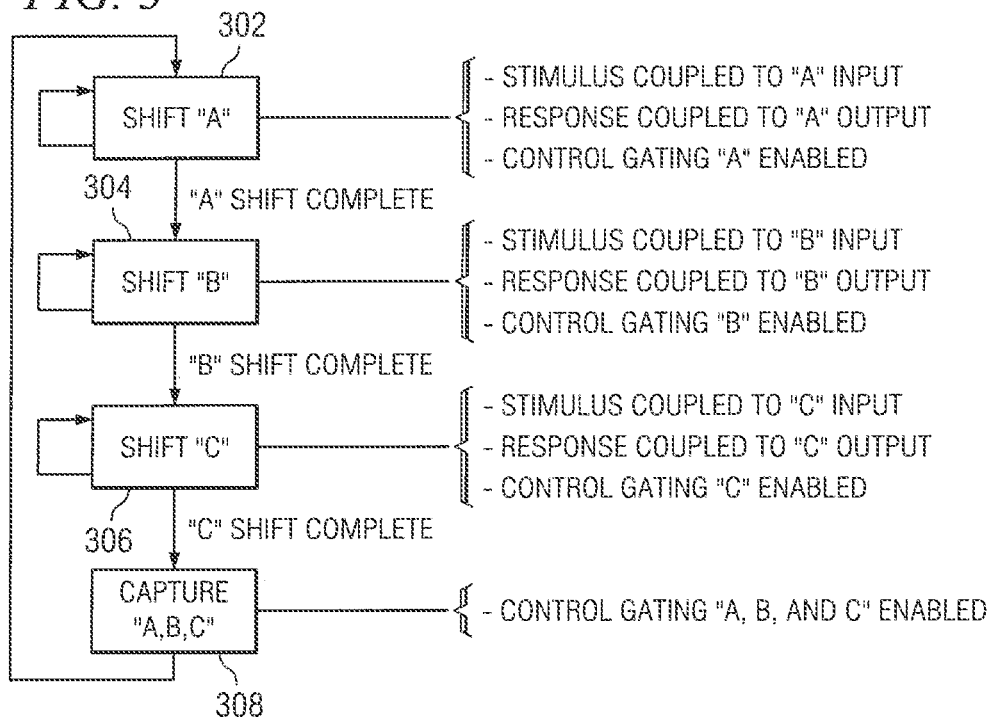 302
SHIFT "A"
- STIMULUS COUPLED TO "A" INPUT
- RESPONSE COUPLED TO "A" OUTPUT
- CONTROL GATING "A" ENABLED
304
"A" SHIFT COMPLETE
SHIFT "B"
- STIMULUS COUPLED TO "B" INPUT
- RESPONSE COUPLED TO "B" OUTPUT
- CONTROL GATING "B" ENABLED
"B" SHIFT COMPLETE
SHIFT "C"
- STIMULUS COUPLED TO "C" INPUT
- RESPONSE COUPLED TO "C" OUTPUT
- CONTROL GATING "C" ENABLED
306
"C" SHIFT COMPLETE
CAPTURE
"A,B,C"
- CONTROL GATING "A, B, AND C" ENABLED
308